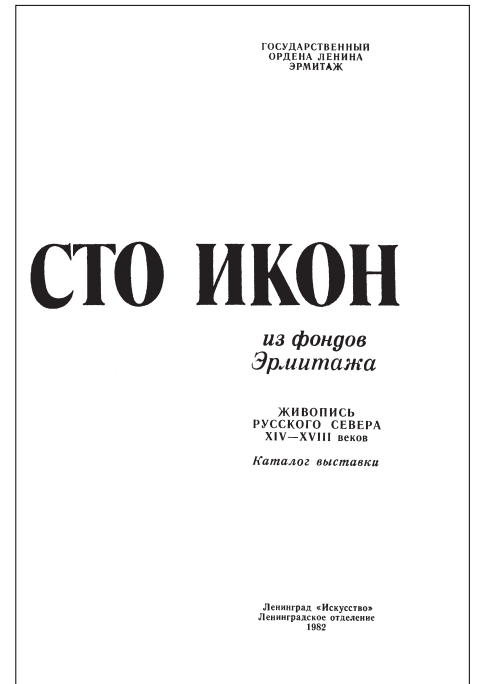 ГОСУДАРСТВЕННЫЙ
ОРДЕНА ЛЕНИНА
ЭРМИТАЖ
СТО ИКОН
из фондов
Эрмитажа
ЖИВОПИСЬ
РУССКОГО СЕВЕРА
XIV—XVIII веков
Каталог выставки
Ленинград «Искусство»
Ленинградское отделение
1982